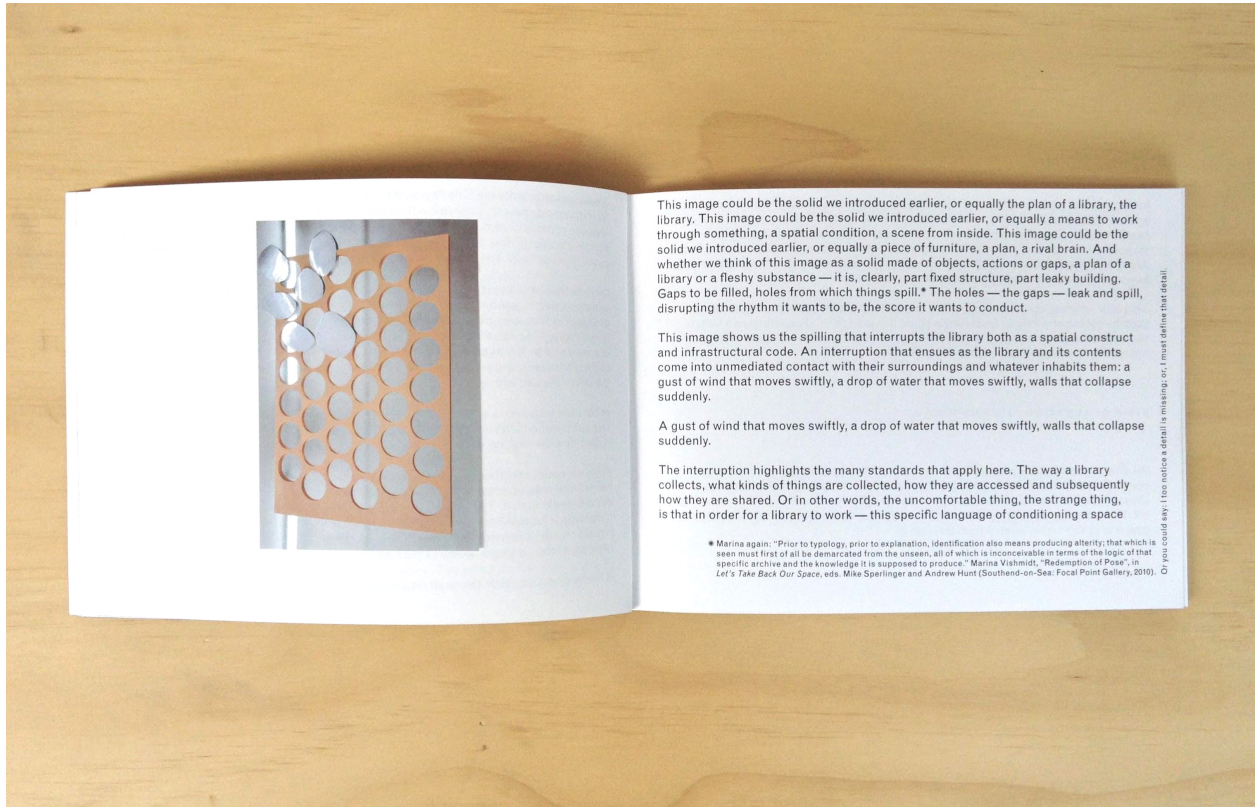 This image could be the solid we introduced earlier, or equally the plan of a library, the
library. This image could be the solid we introduced earlier, or equally a means to work
through something, a spatial condition, a scene from inside. This image could be the
solid we introduced earlier, or equally a piece of furniture, a plan, a rival brain. And
whether we think of this image as a solid made of objects, actions or gaps, a plan of a
library or a fleshy substance — it is, clearly, part fixed structure, part leaky building.
Gaps to be filled, holes from which things spill.* The holes — the gaps — leak and spill,
disrupting the rhythm it wants to be, the score it wants to conduct.
This image shows us the spilling that interrupts the library both as a spatial construct
and infrastructural code. An interruption that ensues as the library and its contents
come into unmediated contact with their surroundings and whatever inhabits them: a
gust of wind that moves swiftly, a drop of water that moves swiftly, walls that collapse
suddenly.
A gust of wind that moves swiftly, a drop of water that moves swiftly, walls that collapse
suddenly.
The interruption highlights the many standards that apply here. The way a library
collects, what kinds of things are collected, how they are accessed and subsequently
how they are shared. Or in other words, the uncomfortable thing, the strange thing,
is that in order for a library to work — this specific language of conditioning a space
* Marina again: “Prior to typology, prior to explanation, identification also means producing alterity; that which is
seen must first of all be demarcated from the unseen, all of which is inconceivable in terms of the logic of that
specific archive and the knowledge it is supposed to produce.” Marina Vishmidt, “Redemption of Pose”, in
Let’s Take Back Our Space, eds. Mike Sperlinger and Andrew Hunt (Southend-on-Sea: Focal Point Gallery, 2010).
Or you could say: I too notice a detail is missing; or, I must define that detail.